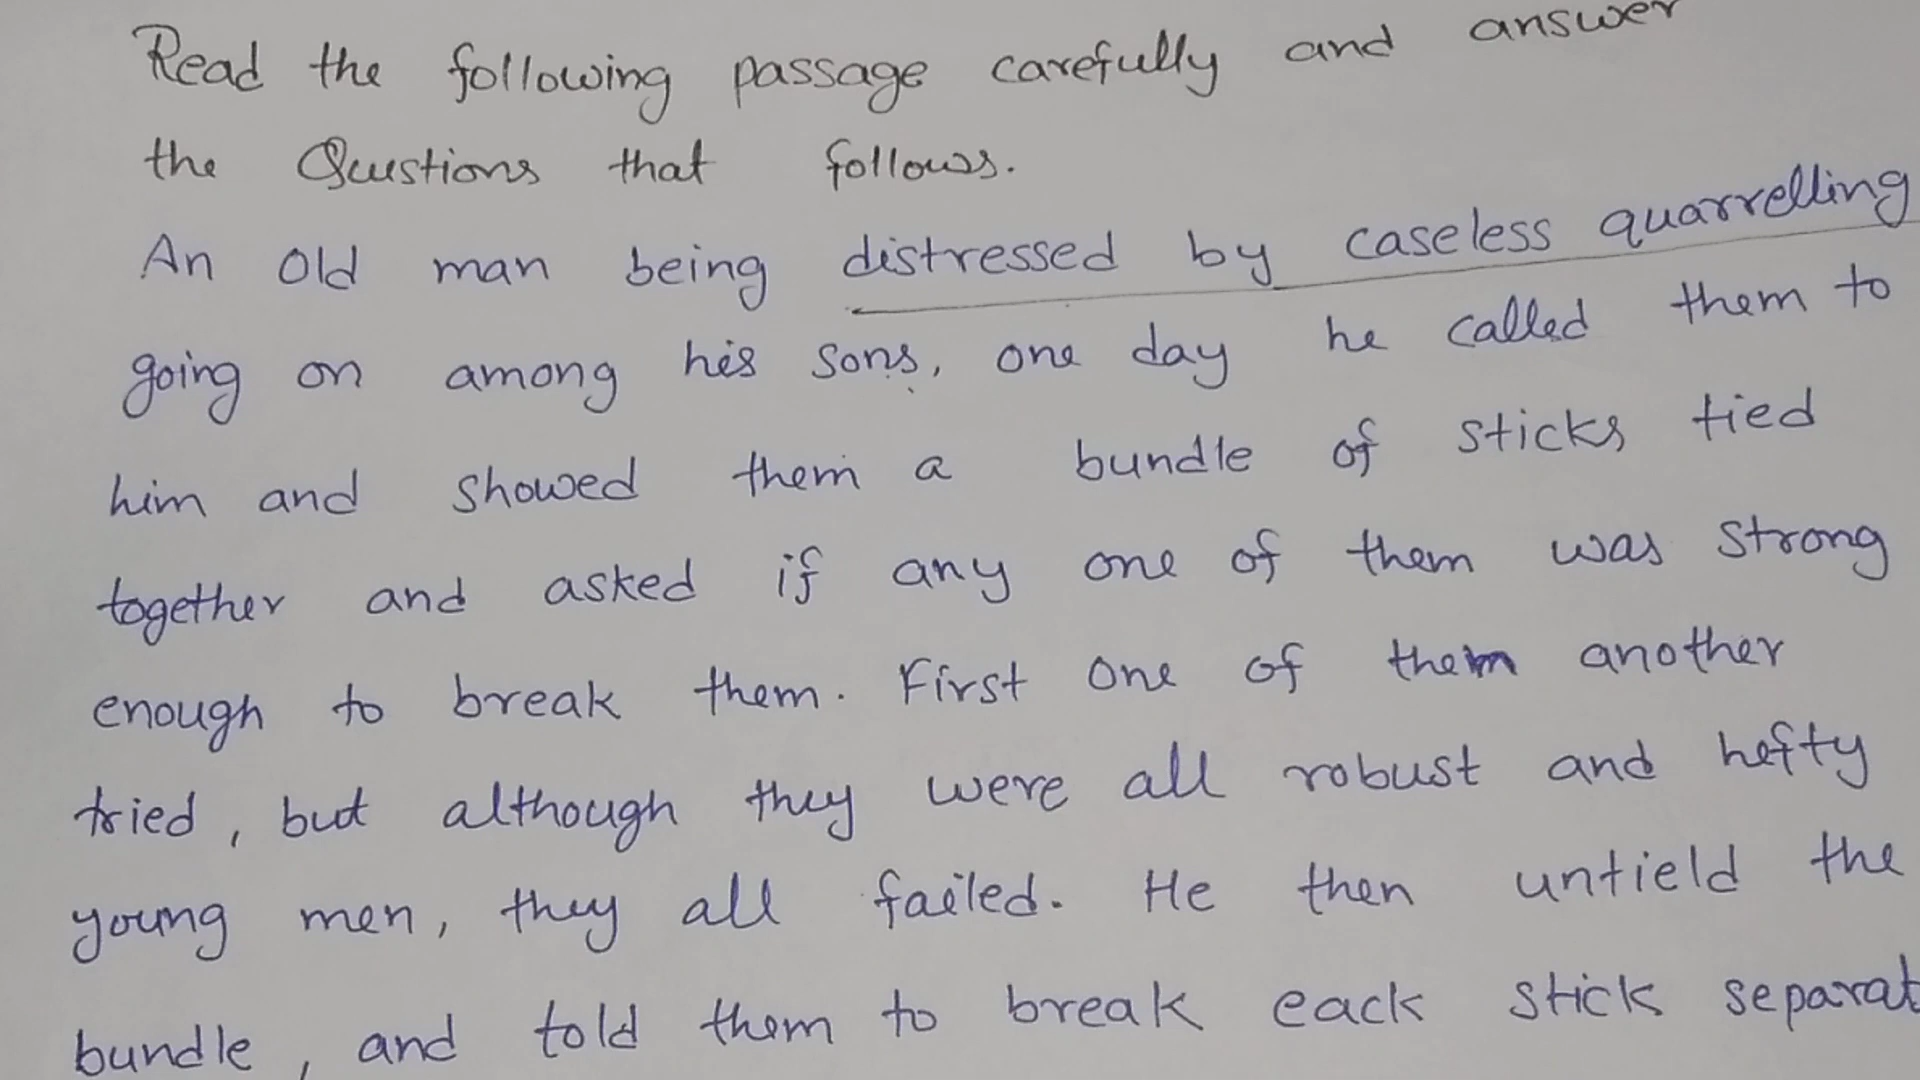 Read the following passage carefully and answer
the Questions that follows.
An old man being distressed by caseless quarrelling
going on among his sons, one day he called them to
him and showed them a bundle of sticks tied
together and asked if any one of them was strong
enough to break them. First one of them another
tried, but although they were all robust and hefty
young men, they all failed. He then untield the
bundle, and told them to break eack stick separat